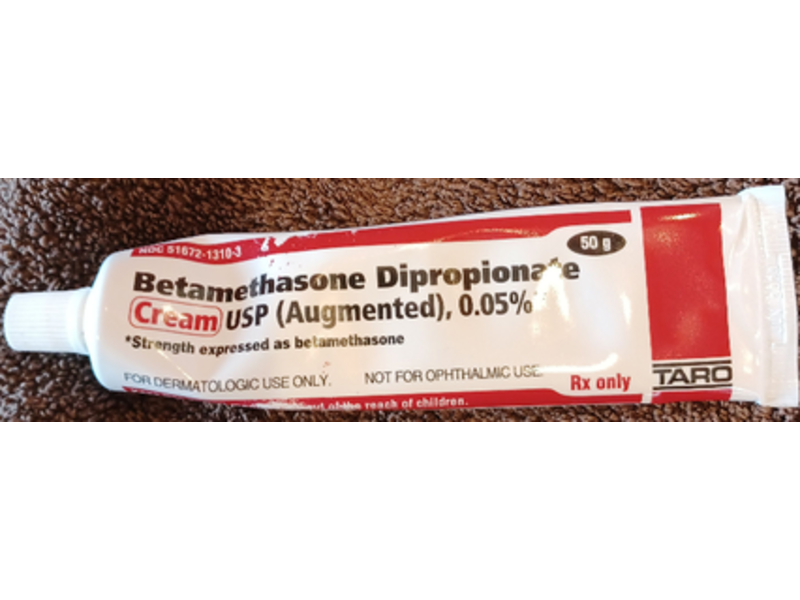 NDC 51672-1310-3
50 g
Betamethasone Dipropionate
Cream USP (Augmented), 0.05%*
*Strength expressed as betamethasone
FOR DERMATOLOGIC USE ONLY. NOT FOR OPHTHALMIC USE.
Rx only
TARO
out of the reach of children.